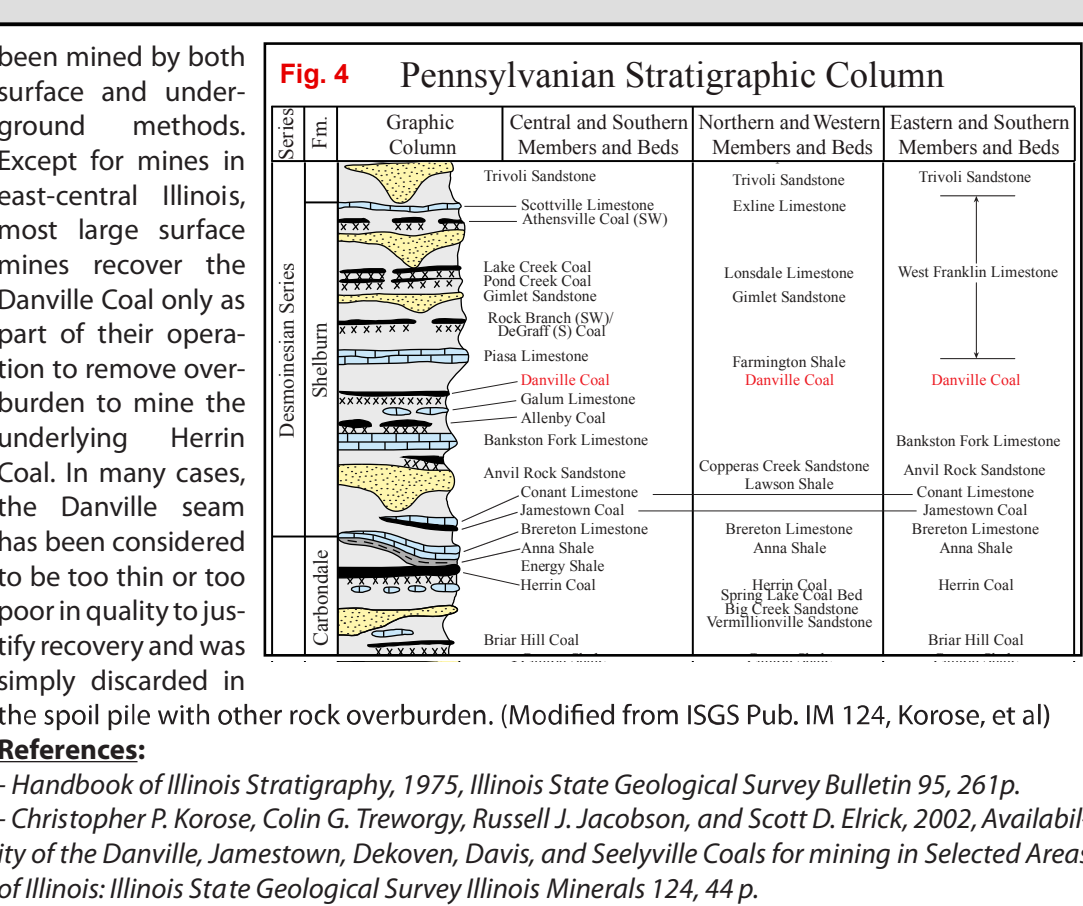 been mined by both
surface and under-
ground methods.
Except for mines in
east-central Illinois,
most large surface
mines recover the
Danville Coal only as
part of their opera-
tion to remove over-
burden to mine the
underlying Herrin
Coal. In many cases,
the Danville seam
has been considered
to be too thin or too
poor in quality to jus-
tify recovery and was
simply discarded in
the spoil pile with other rock overburden. (Modified from ISGS Pub. IM 124, Korose, et al)
Fig. 4 Pennsylvanian Stratigraphic Column
Series
Fm.
Graphic
Column
Central and Southern
Members and Beds
Northern and Western
Members and Beds
Eastern and Southern
Members and Beds
Desmoinesian Series
Shelburn
Carbondale
Trivoli Sandstone
Scottville Limestone
Athensville Coal (SW)
Lake Creek Coal
Pond Creek Coal
Gimlet Sandstone
Rock Branch (SW)/
DeGraff (S) Coal
Piasa Limestone
Danville Coal
Galum Limestone
Allenby Coal
Bankston Fork Limestone
Anvil Rock Sandstone
Conant Limestone
Jamestown Coal
Brereton Limestone
Anna Shale
Energy Shale
Herrin Coal
Briar Hill Coal
Trivoli Sandstone
Exline Limestone
Lonsdale Limestone
Gimlet Sandstone
Farmington Shale
Danville Coal
Copperas Creek Sandstone
Lawson Shale
Brereton Limestone
Anna Shale
Herrin Coal
Spring Lake Coal Bed
Big Creek Sandstone
Vermillionville Sandstone
Trivoli Sandstone
West Franklin Limestone
Danville Coal
Bankston Fork Limestone
Anvil Rock Sandstone
Conant Limestone
Jamestown Coal
Brereton Limestone
Anna Shale
Herrin Coal
Briar Hill Coal
References:
- Handbook of Illinois Stratigraphy, 1975, Illinois State Geological Survey Bulletin 95, 261p.
- Christopher P. Korose, Colin G. Treworgy, Russell J. Jacobson, and Scott D. Elrick, 2002, Availabil-
ity of the Danville, Jamestown, Dekoven, Davis, and Seelyville Coals for mining in Selected Areas
of Illinois: Illinois State Geological Survey Illinois Minerals 124, 44 p.